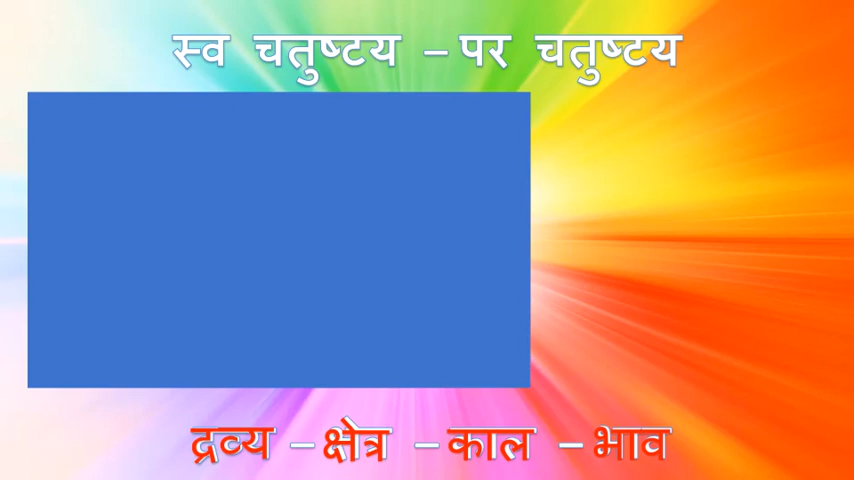 स्व चतुष्टय – पर चतुष्टय
द्रव्य – क्षेत्र – काल – भाव